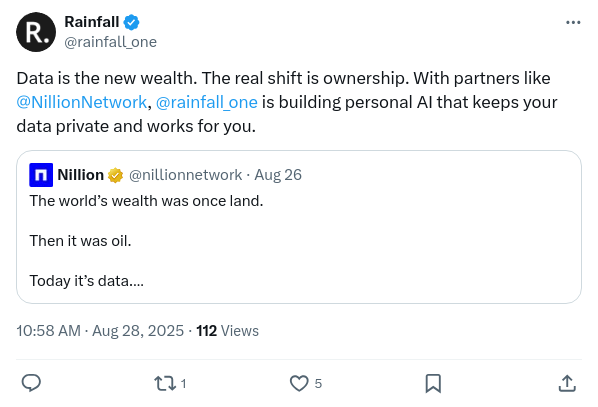 R.
Rainfall
@rainfall_one
Data is the new wealth. The real shift is ownership. With partners like
@NillionNetwork, @rainfall_one is building personal AI that keeps your
data private and works for you.
Nillion @nillionnetwork · Aug 26
The world’s wealth was once land.
Then it was oil.
Today it’s data....
10:58 AM · Aug 28, 2025 · 112 Views
1
5